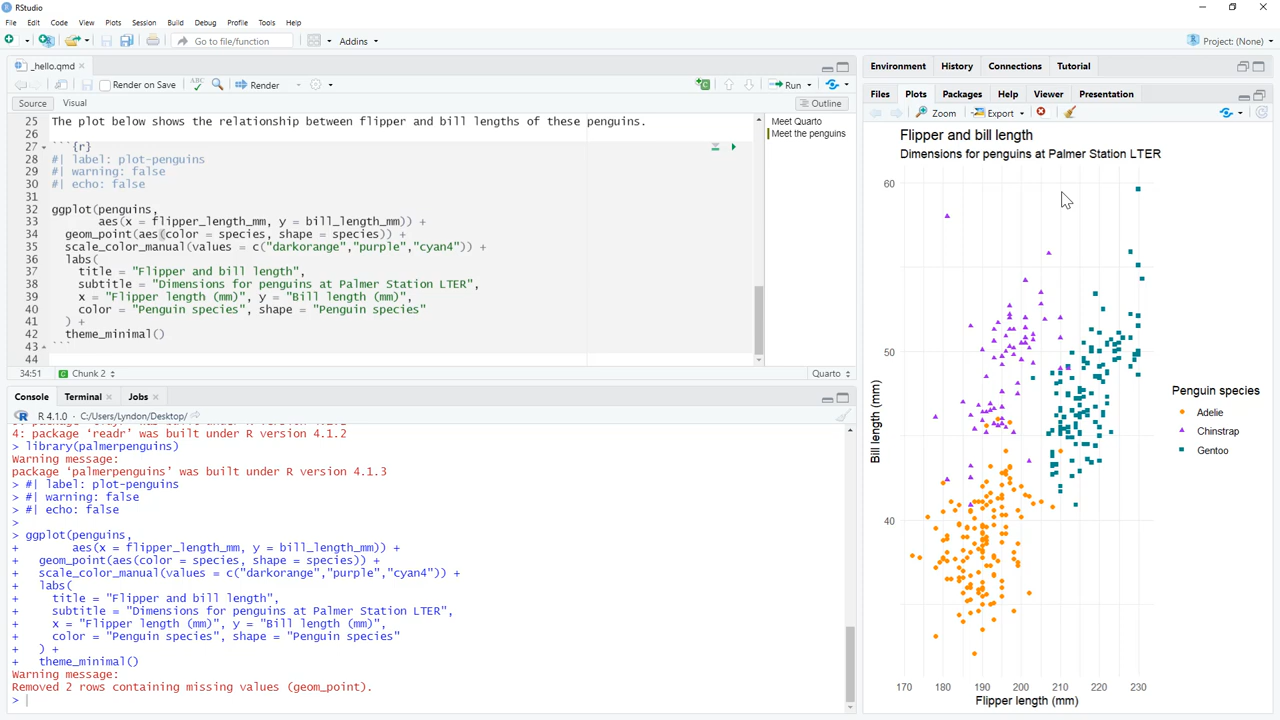 RStudio
File Edit Code View Plots Session Build Debug Profile Tools Help
Go to file/function Addins Project: (None)
_hello.qmd
Render on Save ABC Render Run
Source Visual Outline
25 The plot below shows the relationship between flipper and bill lengths of these penguins.
26
27 ```{r}
28 #| label: plot-penguins
29 #| warning: false
30 #| echo: false
31
32 ggplot(penguins,
33 aes(x = flipper_length_mm, y = bill_length_mm)) +
34 geom_point(aes(color = species, shape = species)) +
35 scale_color_manual(values = c("darkorange","purple","cyan4")) +
36 labs(
37 title = "Flipper and bill length",
38 subtitle = "Dimensions for penguins at Palmer Station LTER",
39 x = "Flipper length (mm)", y = "Bill length (mm)",
40 color = "Penguin species", shape = "Penguin species"
41 ) +
42 theme_minimal()
43 ```
44
Meet Quarto
Meet the penguins
34:51 Chunk 2 Quarto
Console Terminal Jobs
R 4.1.0 · C:/Users/Lyndon/Desktop/
4: package ‘readr’ was built under R version 4.1.2
> library(palmerpenguins)
Warning message:
package ‘palmerpenguins’ was built under R version 4.1.3
> #| label: plot-penguins
> #| warning: false
> #| echo: false
>
> ggplot(penguins,
+ aes(x = flipper_length_mm, y = bill_length_mm)) +
+ geom_point(aes(color = species, shape = species)) +
+ scale_color_manual(values = c("darkorange","purple","cyan4")) +
+ labs(
+ title = "Flipper and bill length",
+ subtitle = "Dimensions for penguins at Palmer Station LTER",
+ x = "Flipper length (mm)", y = "Bill length (mm)",
+ color = "Penguin species", shape = "Penguin species"
+ ) +
+ theme_minimal()
Warning message:
Removed 2 rows containing missing values (geom_point).
>
Environment History Connections Tutorial
Files Plots Packages Help Viewer Presentation
Zoom Export
Flipper and bill length
Dimensions for penguins at Palmer Station LTER
60
50
40
Bill length (mm)
170 180 190 200 210 220 230
Flipper length (mm)
Penguin species
Adelie
Chinstrap
Gentoo